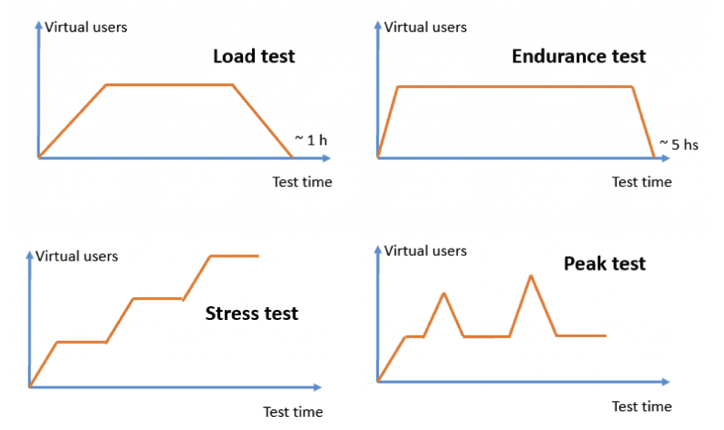 Virtual users
Load test
~ 1 h
Test time
Virtual users
Endurance test
~ 5 hs
Test time
Virtual users
Stress test
Test time
Virtual users
Peak test
Test time